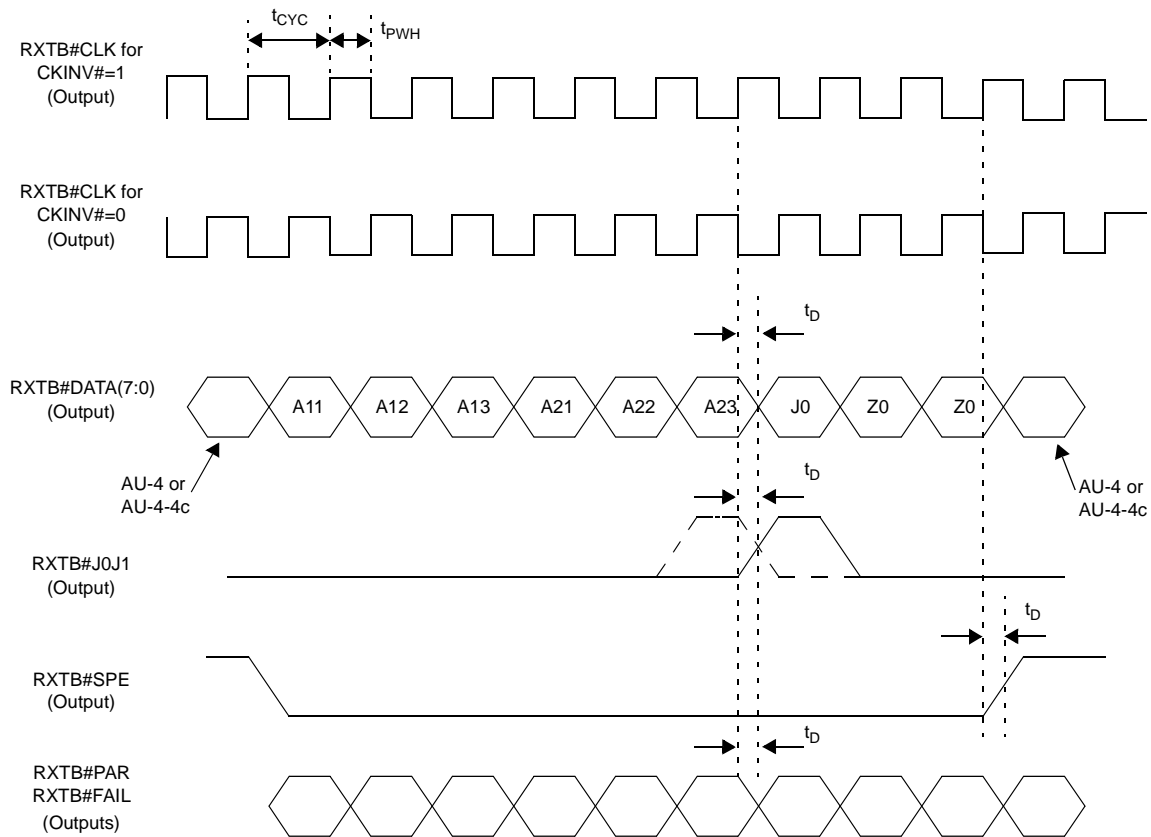 tCYC
tPWH
RXTB#CLK for
CKINV#=1
(Output)
RXTB#CLK for
CKINV#=0
(Output)
tD
RXTB#DATA(7:0)
(Output)
A11 A12 A13 A21 A22 A23 J0 Z0 Z0
AU-4 or
AU-4-4c
tD
AU-4 or
AU-4-4c
RXTB#J0J1
(Output)
tD
RXTB#SPE
(Output)
tD
RXTB#PAR
RXTB#FAIL
(Outputs)